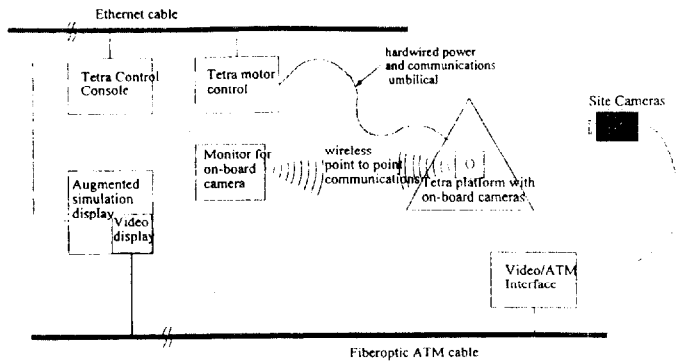 Ethernet cable
hardwired power
and communications
umbilical
Tetra Control
Console
Tetra motor
control
Site Cameras
Monitor for
on-board
camera
wireless
point to point
communications
Tetra platform with
on-board cameras
Augmented
simulation
display
Video
display
Video/ATM
Interface
Fiberoptic ATM cable